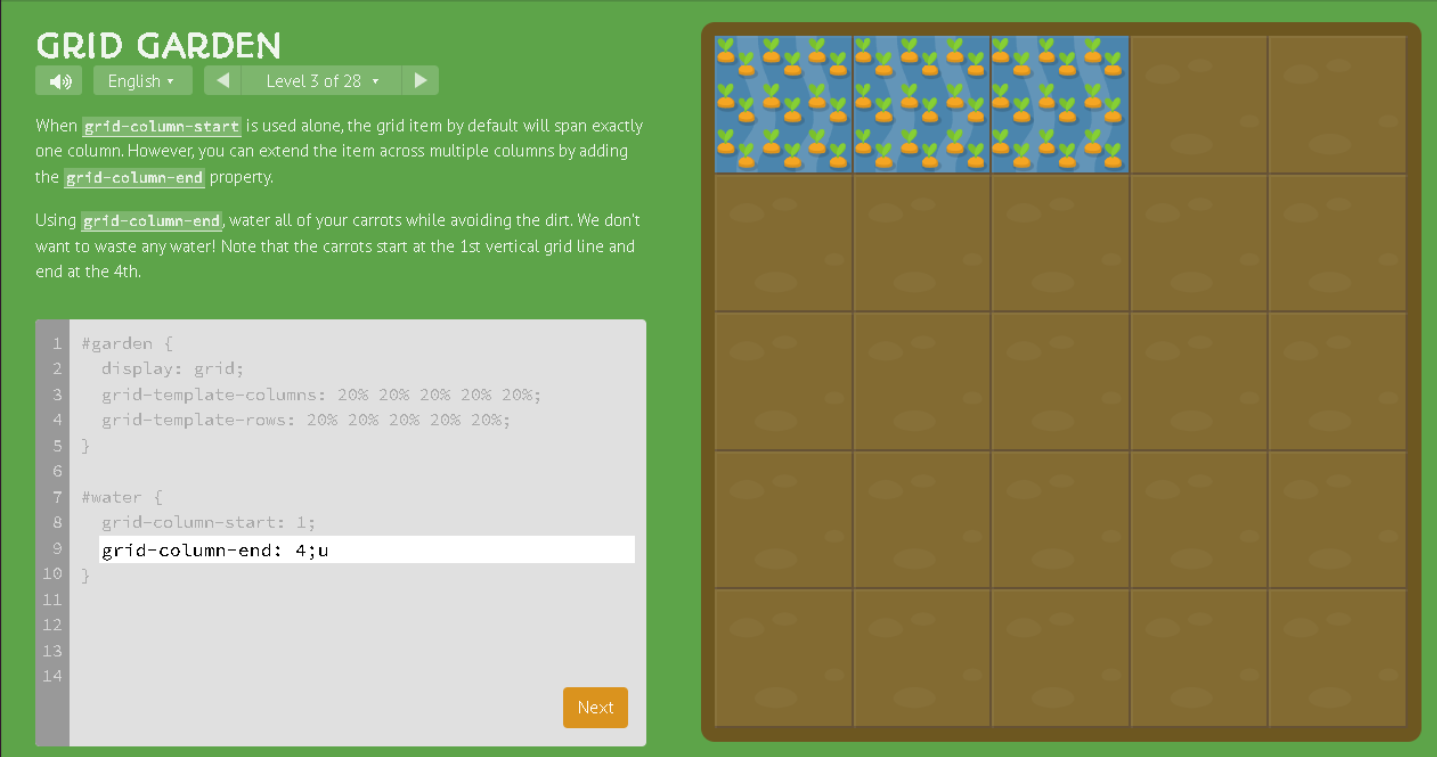 GRID GARDEN
English
Level 3 of 28
When grid-column-start is used alone, the grid item by default will span exactly
one column. However, you can extend the item across multiple columns by adding
the grid-column-end property.
Using grid-column-end, water all of your carrots while avoiding the dirt. We don't
want to waste any water! Note that the carrots start at the 1st vertical grid line and
end at the 4th.
1 #garden {
2 display: grid;
3 grid-template-columns: 20% 20% 20% 20% 20%;
4 grid-template-rows: 20% 20% 20% 20% 20%;
5 }
6
7 #water {
8 grid-column-start: 1;
9 grid-column-end: 4;u
10 }
11
12
13
14
Next